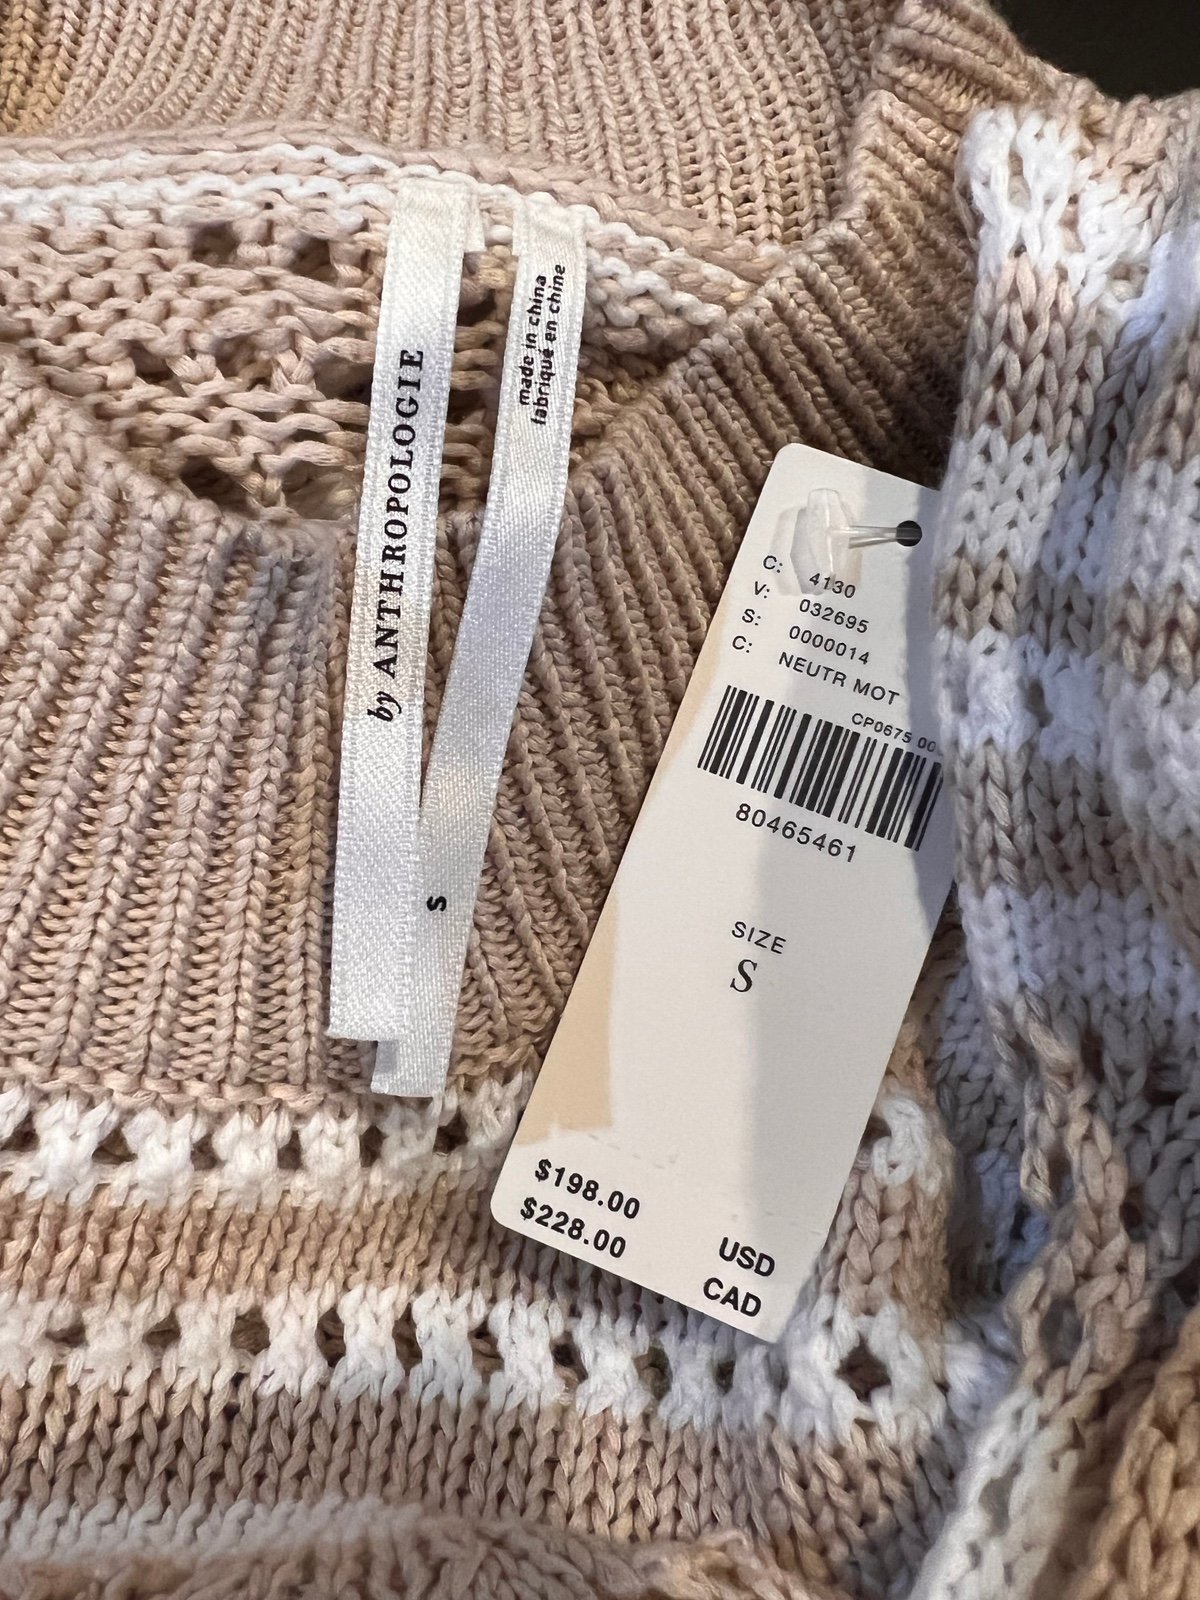 by ANTHROPOLOGIE
made in china
fabriqué en chine
S
C: 4130
V: 032695
S: 0000014
C: NEUTR MOT
CP0675 00
80465461
SIZE
S
$198.00 USD
$228.00 CAD